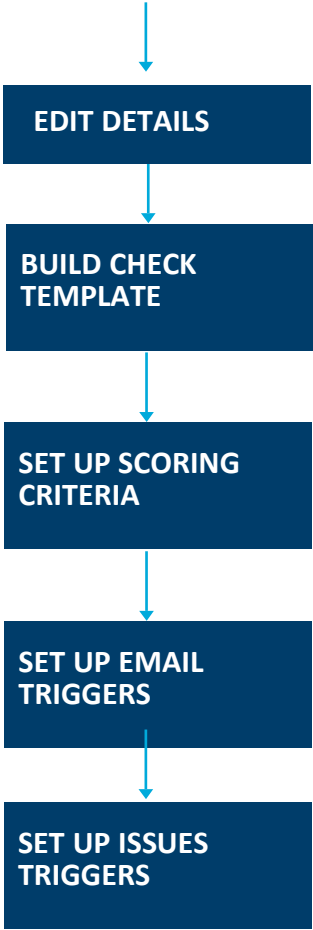 EDIT DETAILS
BUILD CHECK
TEMPLATE
SET UP SCORING
CRITERIA
SET UP EMAIL
TRIGGERS
SET UP ISSUES
TRIGGERS